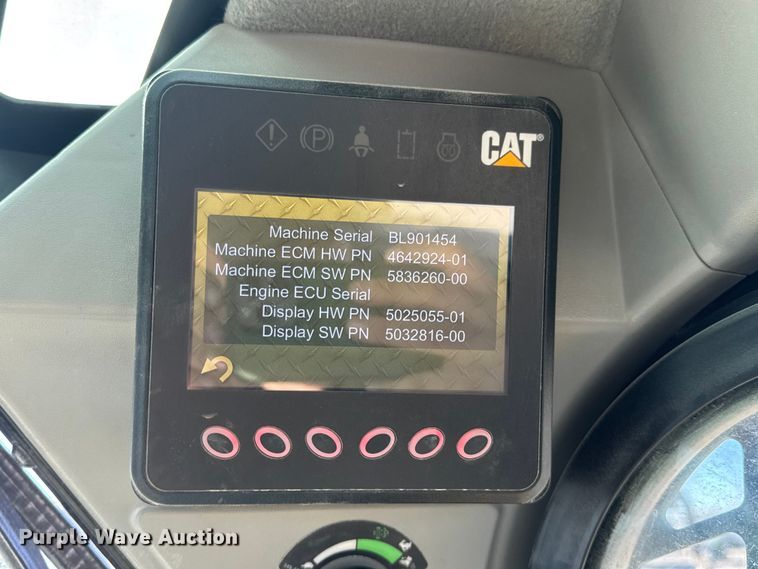 CAT®
Machine Serial BL901454
Machine ECM HW PN 4642924-01
Machine ECM SW PN 5836260-00
Engine ECU Serial
Display HW PN 5025055-01
Display SW PN 5032816-00
Purple Wave Auction